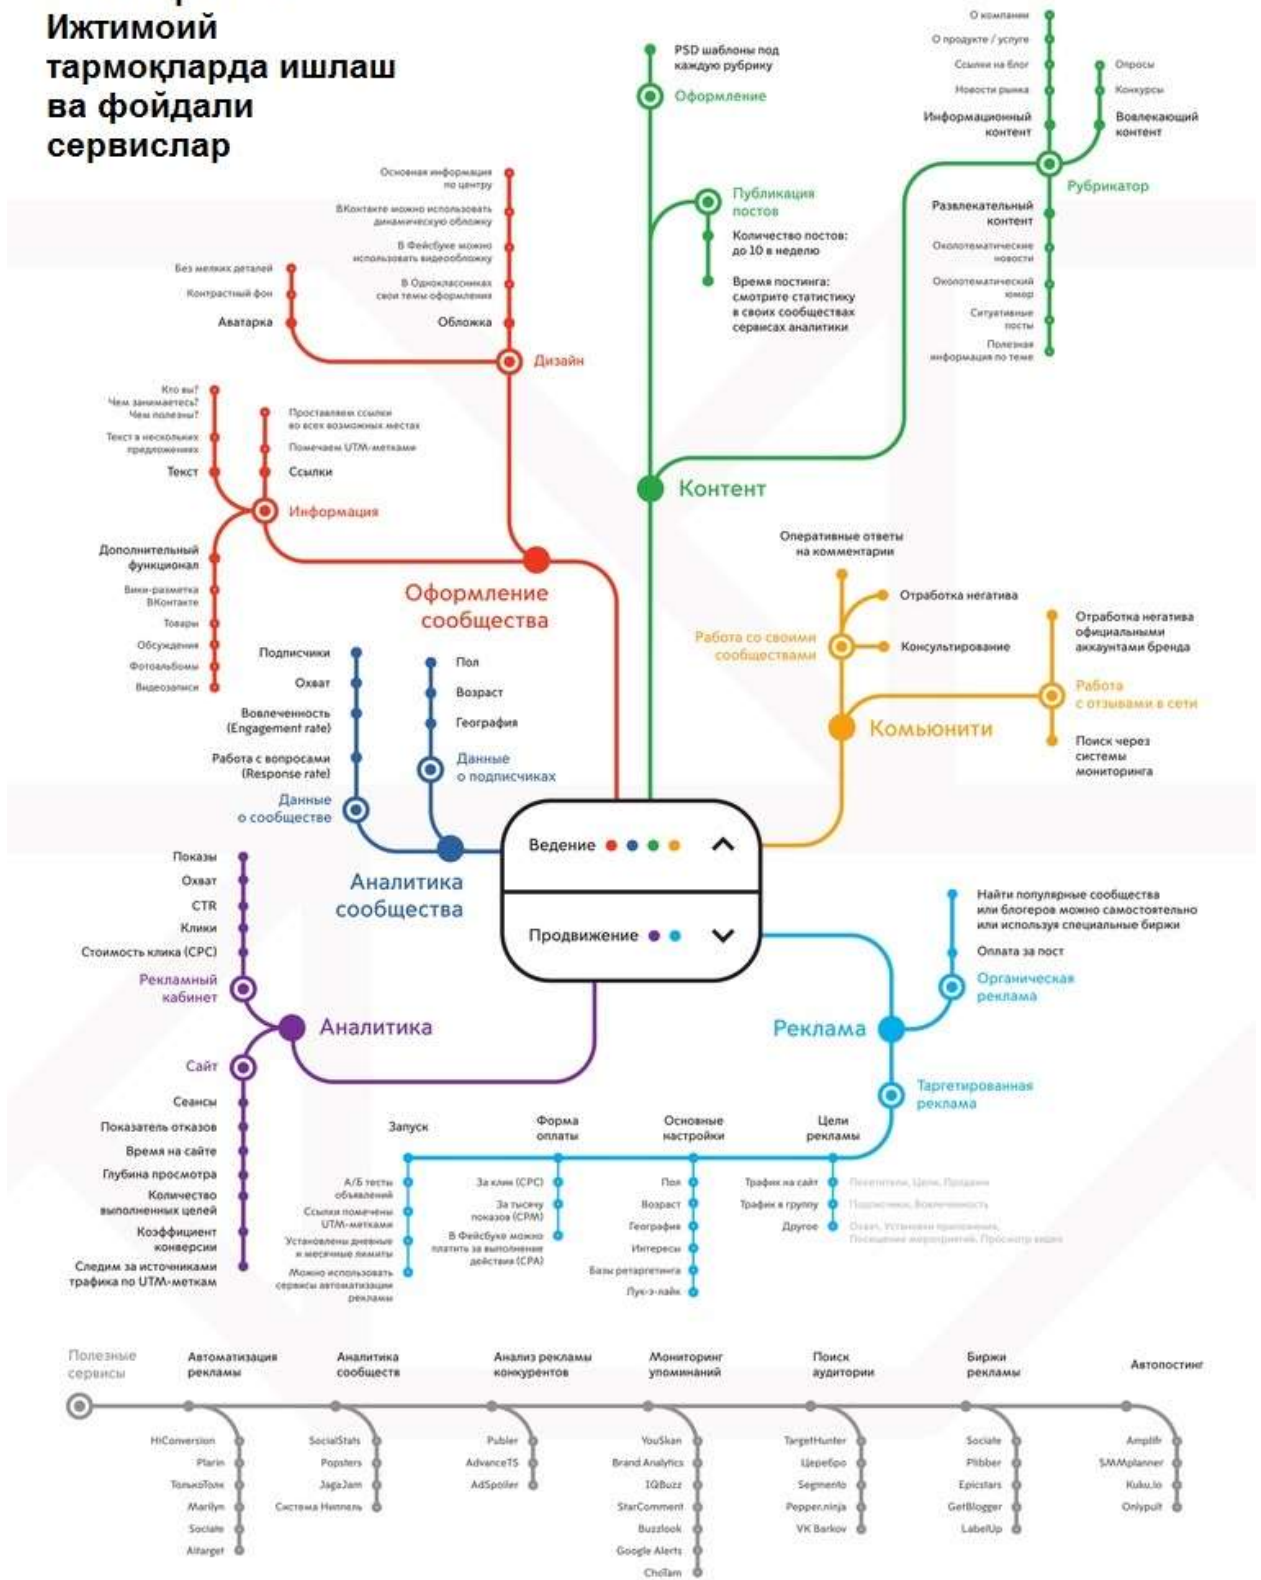 Ижтимоий
тармоқларда ишлаш
ва фойдали
сервислар
PSD шаблоны под
каждую рубрику
Оформление
Публикация
постов
Количество постов:
до 10 в неделю
Время постинга:
смотрите статистику
в своих сообществах
сервисах аналитики
О компании
О продукте / услуге
Ссылки на блог
Новости рынка
Информационный
контент
Опросы
Конкурсы
Вовлекающий
контент
Рубрикатор
Развлекательный
контент
Околотематические
новости
Околотематический
юмор
Ситуативные
посты
Полезная
информация по теме
Контент
Основная информация
по центру
ВКонтакте можно использовать
динамическую обложку
В Фейсбуке можно
использовать видеообложку
В Одноклассниках
свои темы оформления
Обложка
Без мелких деталей
Контрастный фон
Аватарка
Дизайн
Кто вы?
Чем занимаетесь?
Чем полезны?
Текст в нескольких
предложениях
Текст
Проставляем ссылки
во всех возможных местах
Помечаем UTM-метками
Ссылки
Информация
Дополнительный
функционал
Вики-разметка
ВКонтакте
Товары
Обсуждения
Фотоальбомы
Видеозаписи
Оформление
сообщества
Оперативные ответы
на комментарии
Отработка негатива
Работа со своими
сообществами
Консультирование
Отработка негатива
официальными
аккаунтами бренда
Работа
с отзывами в сети
Поиск через
системы
мониторинга
Комьюнити
Подписчики
Охват
Вовлеченность
(Engagement rate)
Работа с вопросами
(Response rate)
Данные
о сообществе
Пол
Возраст
География
Данные
о подписчиках
Аналитика
сообщества
Ведение
Продвижение
Показы
Охват
CTR
Клики
Стоимость клика (CPC)
Рекламный
кабинет
Аналитика
Сайт
Сеансы
Показатель отказов
Время на сайте
Глубина просмотра
Количество
выполненных целей
Коэффициент
конверсии
Следим за источниками
трафика по UTM-меткам
Найти популярные сообщества
или блогеров можно самостоятельно
или используя специальные биржи
Оплата за пост
Органическая
реклама
Реклама
Таргетированная
реклама
Запуск
А/Б тесты
объявлений
Ссылки помечены
UTM-метками
Установлены дневные
и месячные лимиты
Можно использовать
сервисы автоматизации
рекламы
Форма
оплаты
За клик (CPC)
За тысячу
показов (CPM)
В Фейсбуке можно
платить за выполнение
действия (CPA)
Основные
настройки
Пол
Возраст
География
Интересы
Базы ретаргетинга
Лук-э-лайк
Цели
рекламы
Трафик на сайт
Посетители, Цели, Продажи
Трафик в группу
Подписчики, Вовлеченность
Другое
Охват, Установки приложения,
Посещение мероприятий, Просмотр видео
Полезные
сервисы
Автоматизация
рекламы
HiConversion
Plarin
ТолькоТолк
Marilyn
Sociate
Aitarget
Аналитика
сообществ
SocialStats
Popsters
JagaJam
Система Ниппель
Анализ рекламы
конкурентов
Publer
AdvanceTS
AdSpoiler
Мониторинг
упоминаний
YouSkan
Brand Analytics
IQBuzz
StarComment
Buzzlook
Google Alerts
ChoTam
Поиск
аудитории
TargetHunter
Церебро
Segmento
Pepper.ninja
VK Barkov
Биржи
рекламы
Sociate
Plibber
Epicstars
GetBlogger
LabelUp
Автопостинг
Amplifr
SMMplanner
Kuku.io
Onlypult